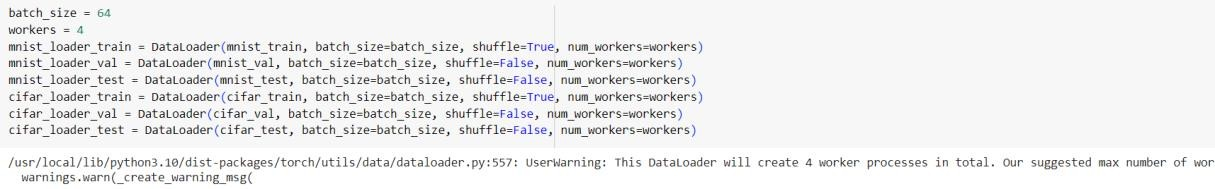 batch_size = 64
workers = 4
mnist_loader_train = DataLoader(mnist_train, batch_size=batch_size, shuffle=True, num_workers=workers)
mnist_loader_val = DataLoader(mnist_val, batch_size=batch_size, shuffle=False, num_workers=workers)
mnist_loader_test = DataLoader(mnist_test, batch_size=batch_size, shuffle=False, num_workers=workers)
cifar_loader_train = DataLoader(cifar_train, batch_size=batch_size, shuffle=True, num_workers=workers)
cifar_loader_val = DataLoader(cifar_val, batch_size=batch_size, shuffle=False, num_workers=workers)
cifar_loader_test = DataLoader(cifar_test, batch_size=batch_size, shuffle=False, num_workers=workers)
/usr/local/lib/python3.10/dist-packages/torch/utils/data/dataloader.py:557: UserWarning: This DataLoader will create 4 worker processes in total. Our suggested max number of wor
warnings.warn(_create_warning_msg(